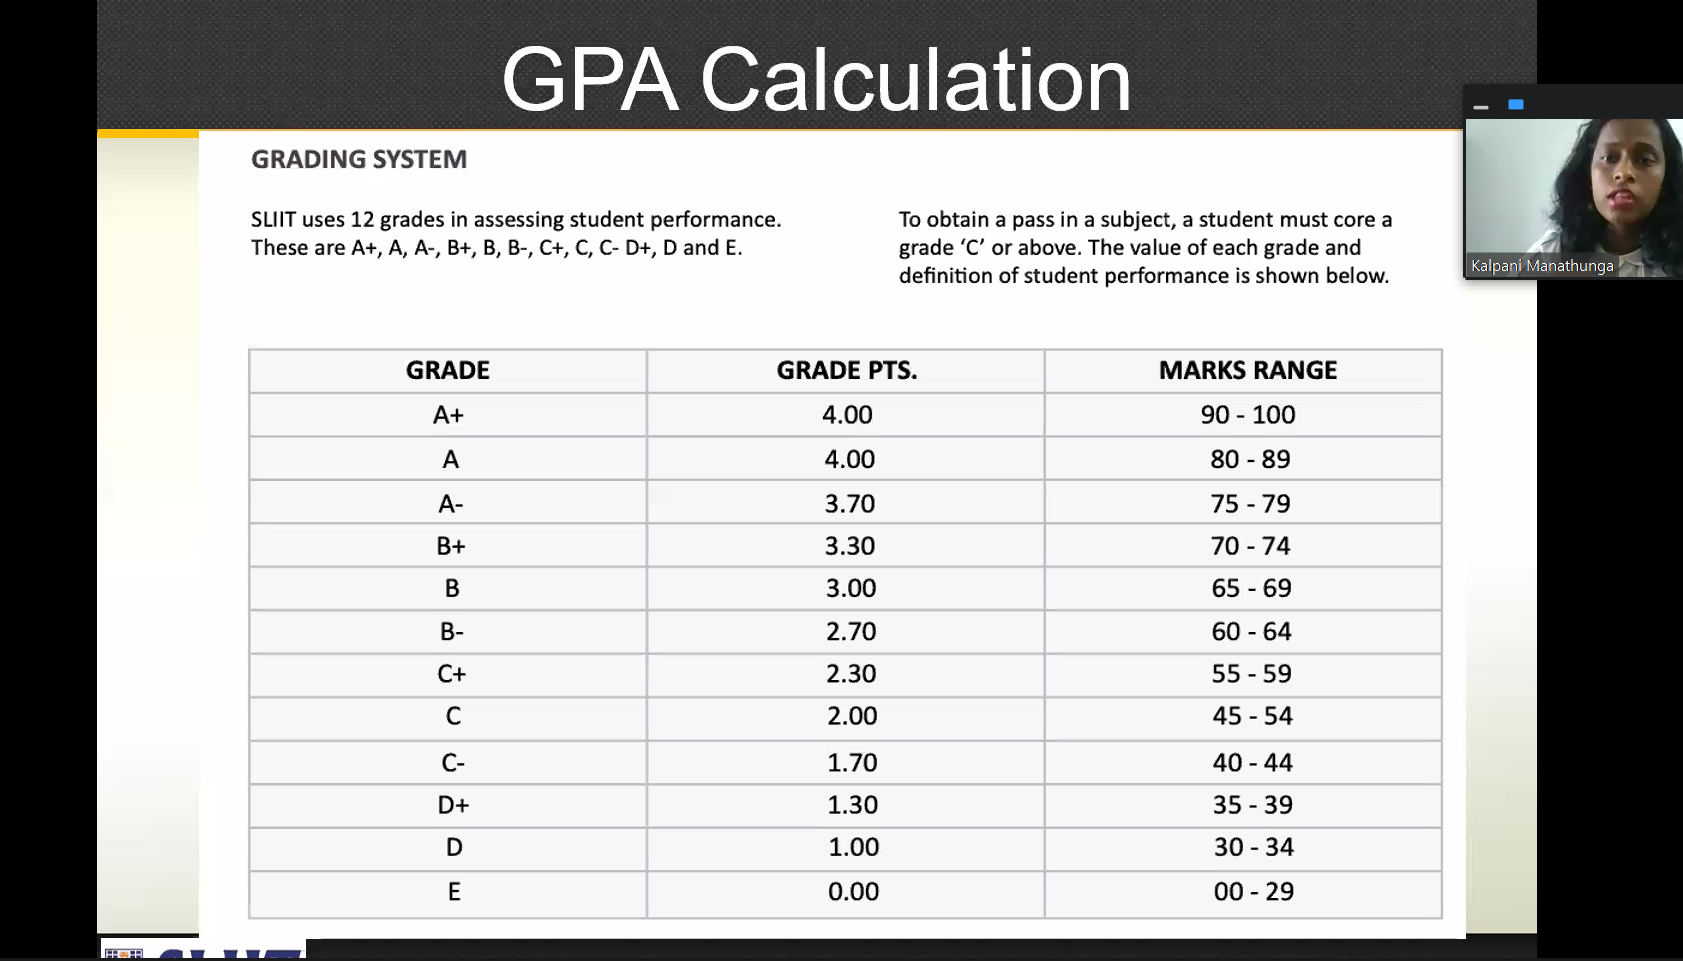 GPA Calculation
GRADING SYSTEM
SLIIT uses 12 grades in assessing student performance.
These are A+, A, A-, B+, B, B-, C+, C, C- D+, D and E.
To obtain a pass in a subject, a student must core a
grade ‘C’ or above. The value of each grade and
definition of student performance is shown below.
Kalpani Manathunga
GRADE GRADE PTS. MARKS RANGE
A+ 4.00 90 - 100
A 4.00 80 - 89
A- 3.70 75 - 79
B+ 3.30 70 - 74
B 3.00 65 - 69
B- 2.70 60 - 64
C+ 2.30 55 - 59
C 2.00 45 - 54
C- 1.70 40 - 44
D+ 1.30 35 - 39
D 1.00 30 - 34
E 0.00 00 - 29